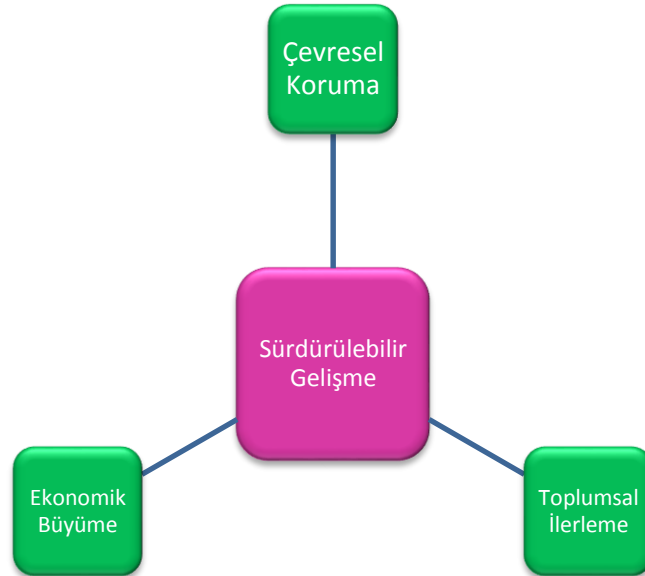 Çevresel
Koruma
Sürdürülebilir
Gelişme
Ekonomik
Büyüme
Toplumsal
İlerleme